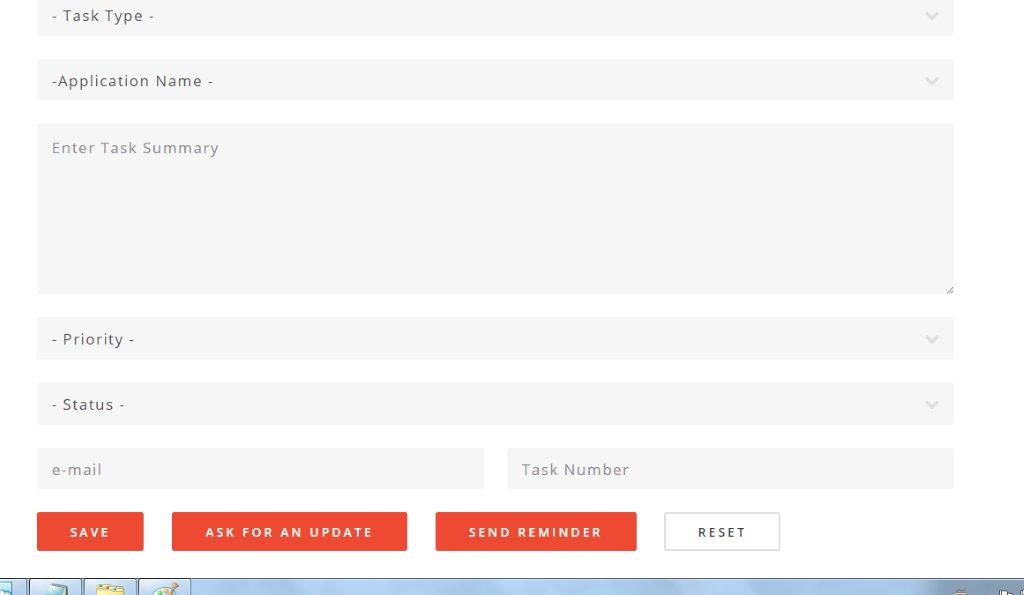 - Task Type -
-Application Name -
Enter Task Summary
- Priority -
- Status -
e-mail Task Number
SAVE ASK FOR AN UPDATE SEND REMINDER RESET